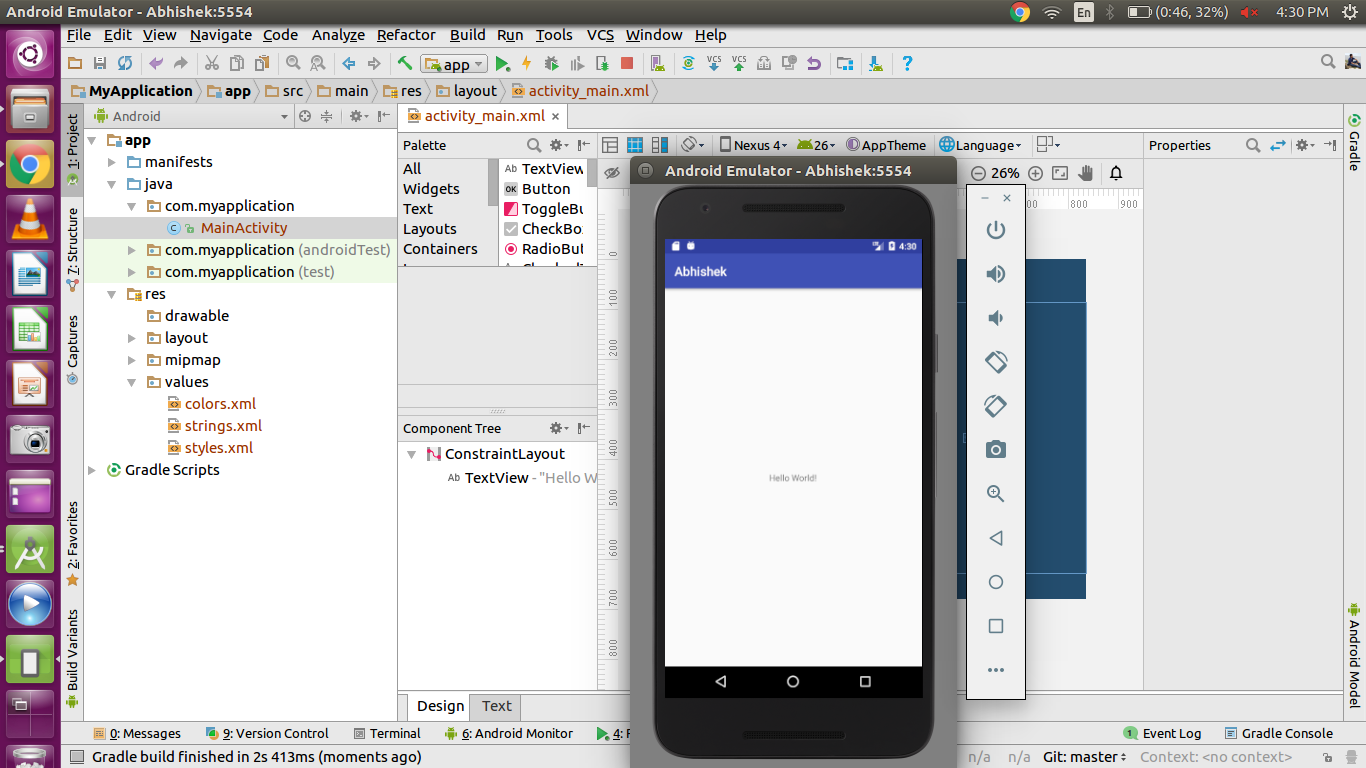 Android Emulator - Abhishek:5554
En
(0:46, 32%)
4:30 PM
File Edit View Navigate Code Analyze Refactor Build Run Tools VCS Window Help
app
VCS
VCS
MyApplication app src main res layout activity_main.xml
1: Project
7: Structure
Captures
2: Favorites
Build Variants
Android
app
manifests
java
com.myapplication
MainActivity
com.myapplication (androidTest)
com.myapplication (test)
res
drawable
layout
mipmap
values
colors.xml
strings.xml
styles.xml
Gradle Scripts
activity_main.xml
Palette
All
Widgets
Text
Layouts
Containers
Ab TextView
OK Button
ToggleBu
CheckBo
RadioBut
Component Tree
ConstraintLayout
Ab TextView - "Hello W
Nexus 4
26
AppTheme
Language
26%
800
900
0
100
200
300
400
500
600
700
800
Properties
Android Emulator - Abhishek:5554
4:30
Abhishek
Hello World!
Gradle
Android Model
Design Text
0: Messages
9: Version Control
Terminal
6: Android Monitor
4:
1 Event Log
Gradle Console
Gradle build finished in 2s 413ms (moments ago)
n/a n/a Git: master Context: <no context>